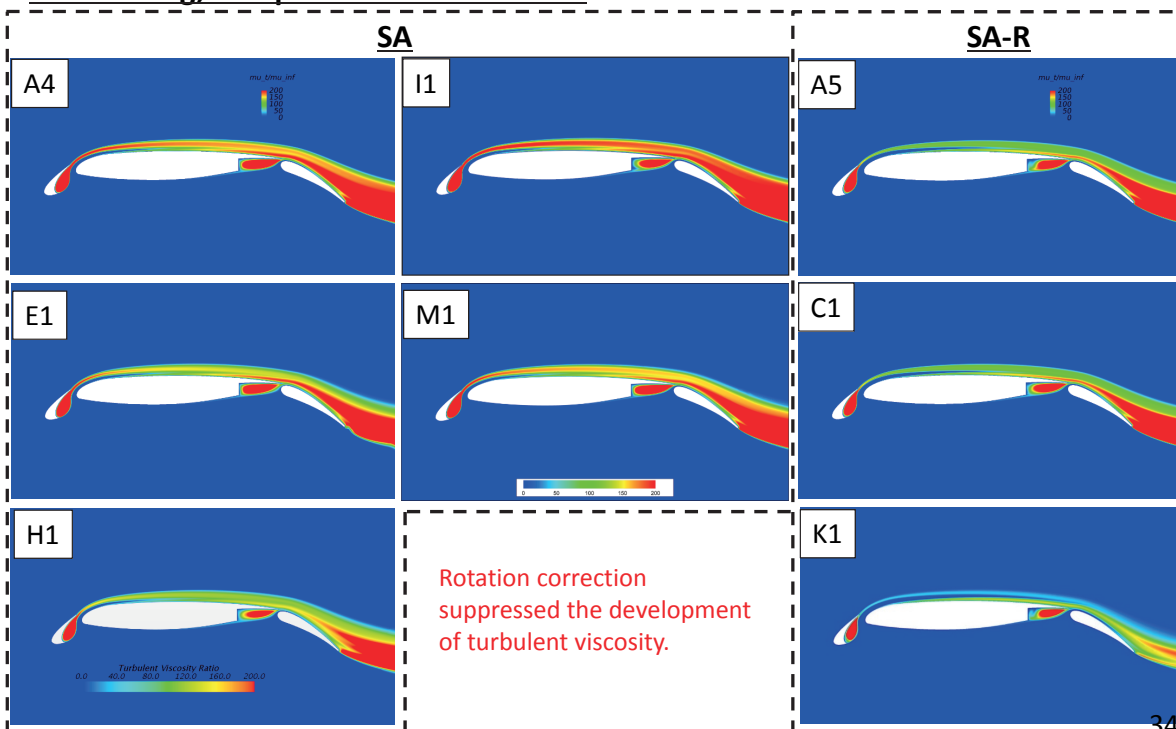 SA
SA-R
A4
mu_t/mu_inf
200
150
100
50
0
I1
A5
mu_t/mu_inf
200
150
100
50
0
E1
M1
0 50 100 150 200
C1
H1
Turbulent Viscosity Ratio
0.0 40.0 80.0 120.0 160.0 200.0
Rotation correction
suppressed the development
of turbulent viscosity.
K1
34